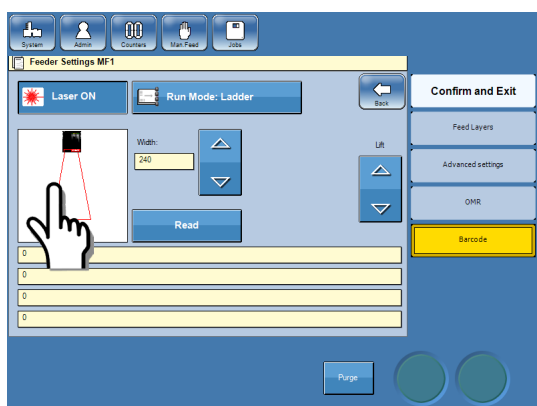 System Admin Counters Man.Feed Jobs
Feeder Settings MF1
Laser ON
Run Mode: Ladder
Back
Confirm and Exit
Feed Layers
Advanced settings
OMR
Barcode
Width:
240
Lift
Read
0
0
0
0
Purge